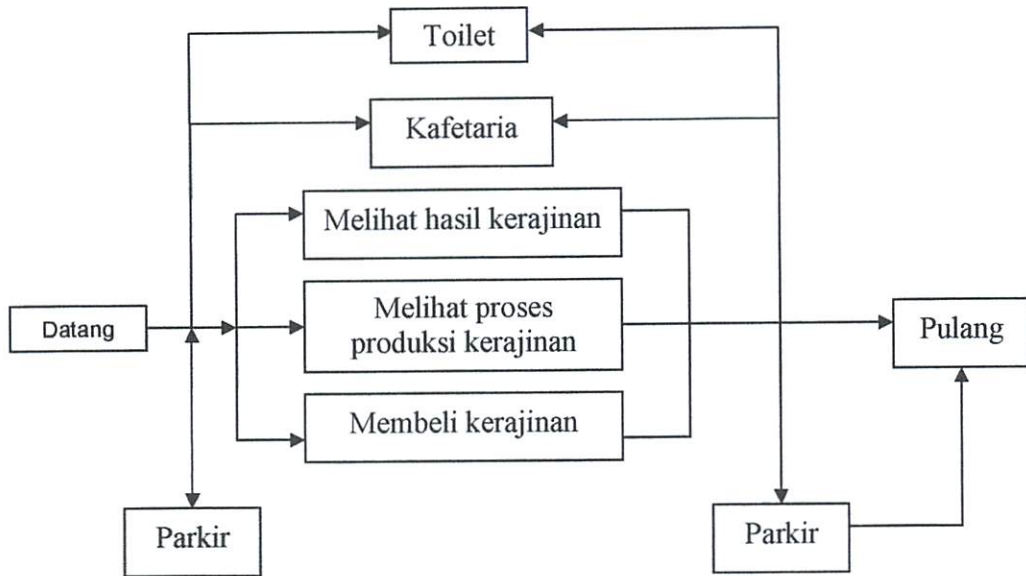 Toilet
Kafetaria
Melihat hasil kerajinan
Datang
Melihat proses
produksi kerajinan
Pulang
Membeli kerajinan
Parkir
Parkir